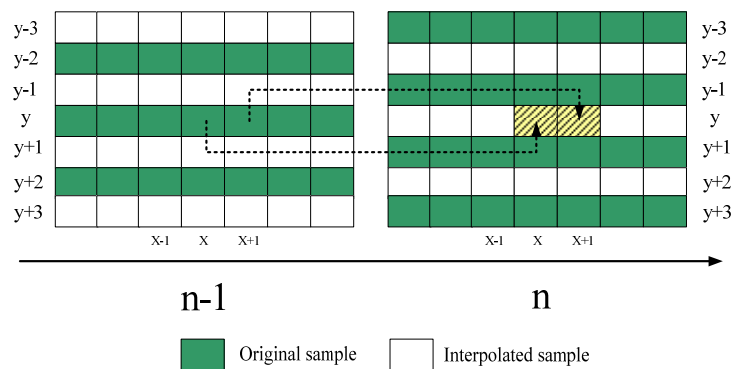 y-3
y-2
y-1
y
y+1
y+2
y+3
y-3
y-2
y-1
y
y+1
y+2
y+3
X-1 X X+1
X-1 X X+1
n-1
n
Original sample
Interpolated sample